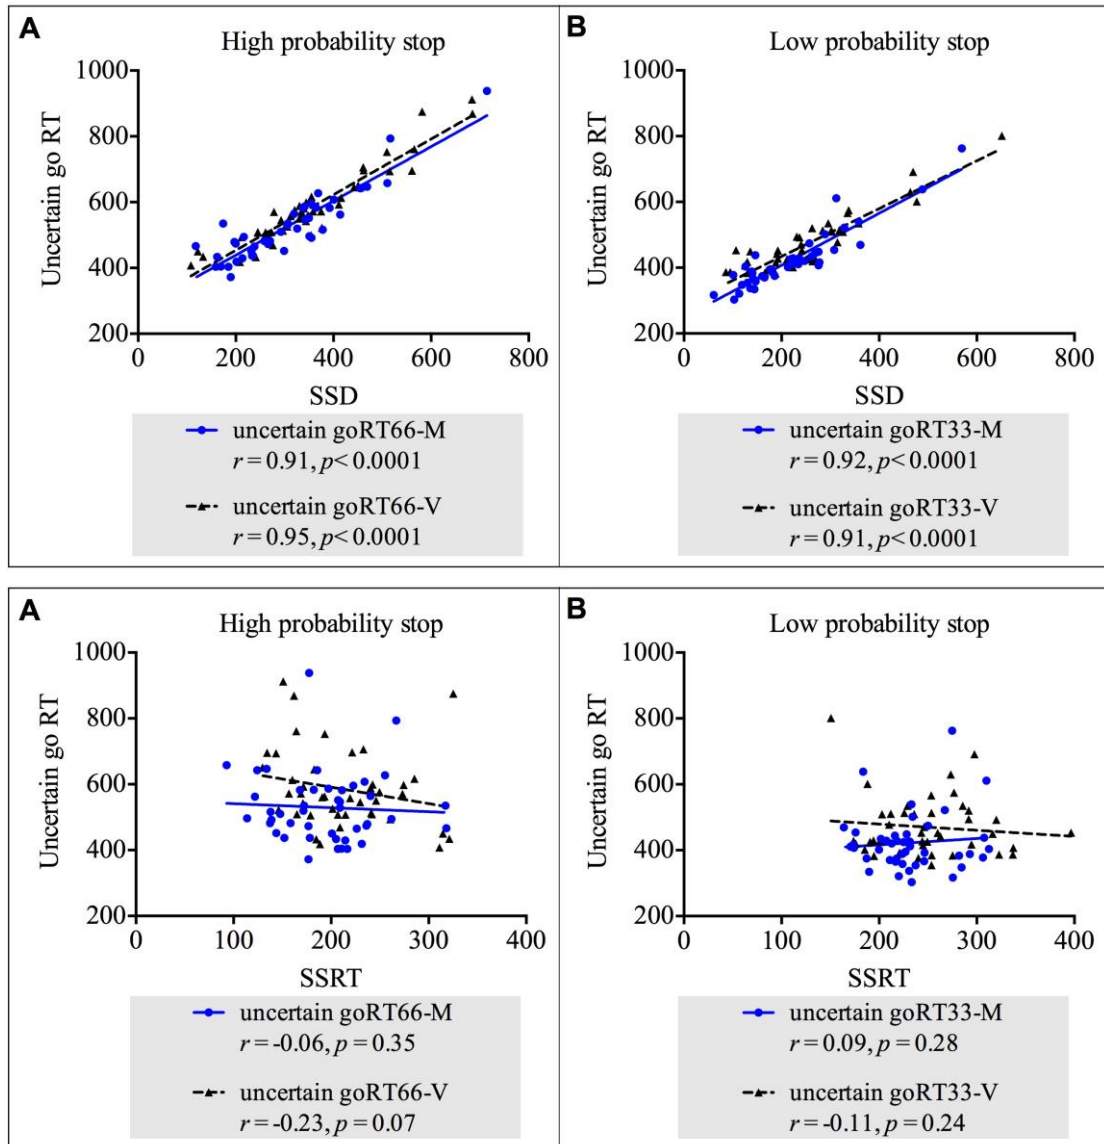 A
High probability stop
Uncertain go RT
1000
800
600
400
200
0 200 400 600 800
SSD
uncertain goRT66-M
r = 0.91, p< 0.0001
uncertain goRT66-V
r = 0.95, p< 0.0001
B
Low probability stop
Uncertain go RT
1000
800
600
400
200
0 200 400 600 800
SSD
uncertain goRT33-M
r = 0.92, p< 0.0001
uncertain goRT33-V
r = 0.91, p< 0.0001
A
High probability stop
Uncertain go RT
1000
800
600
400
200
0 100 200 300 400
SSRT
uncertain goRT66-M
r = -0.06, p = 0.35
uncertain goRT66-V
r = -0.23, p = 0.07
B
Low probability stop
Uncertain go RT
1000
800
600
400
200
0 100 200 300 400
SSRT
uncertain goRT33-M
r = 0.09, p = 0.28
uncertain goRT33-V
r = -0.11, p = 0.24